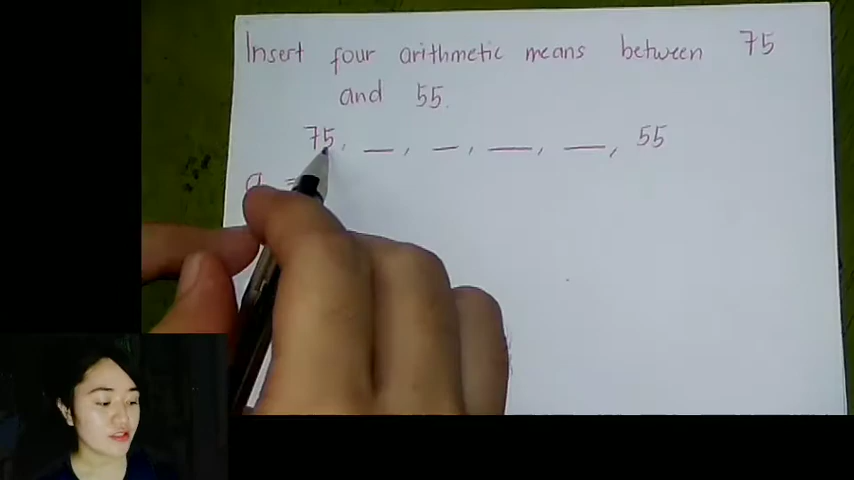 Insert four arithmetic means between 75
and 55.
75, __, __, __, __, 55
a =